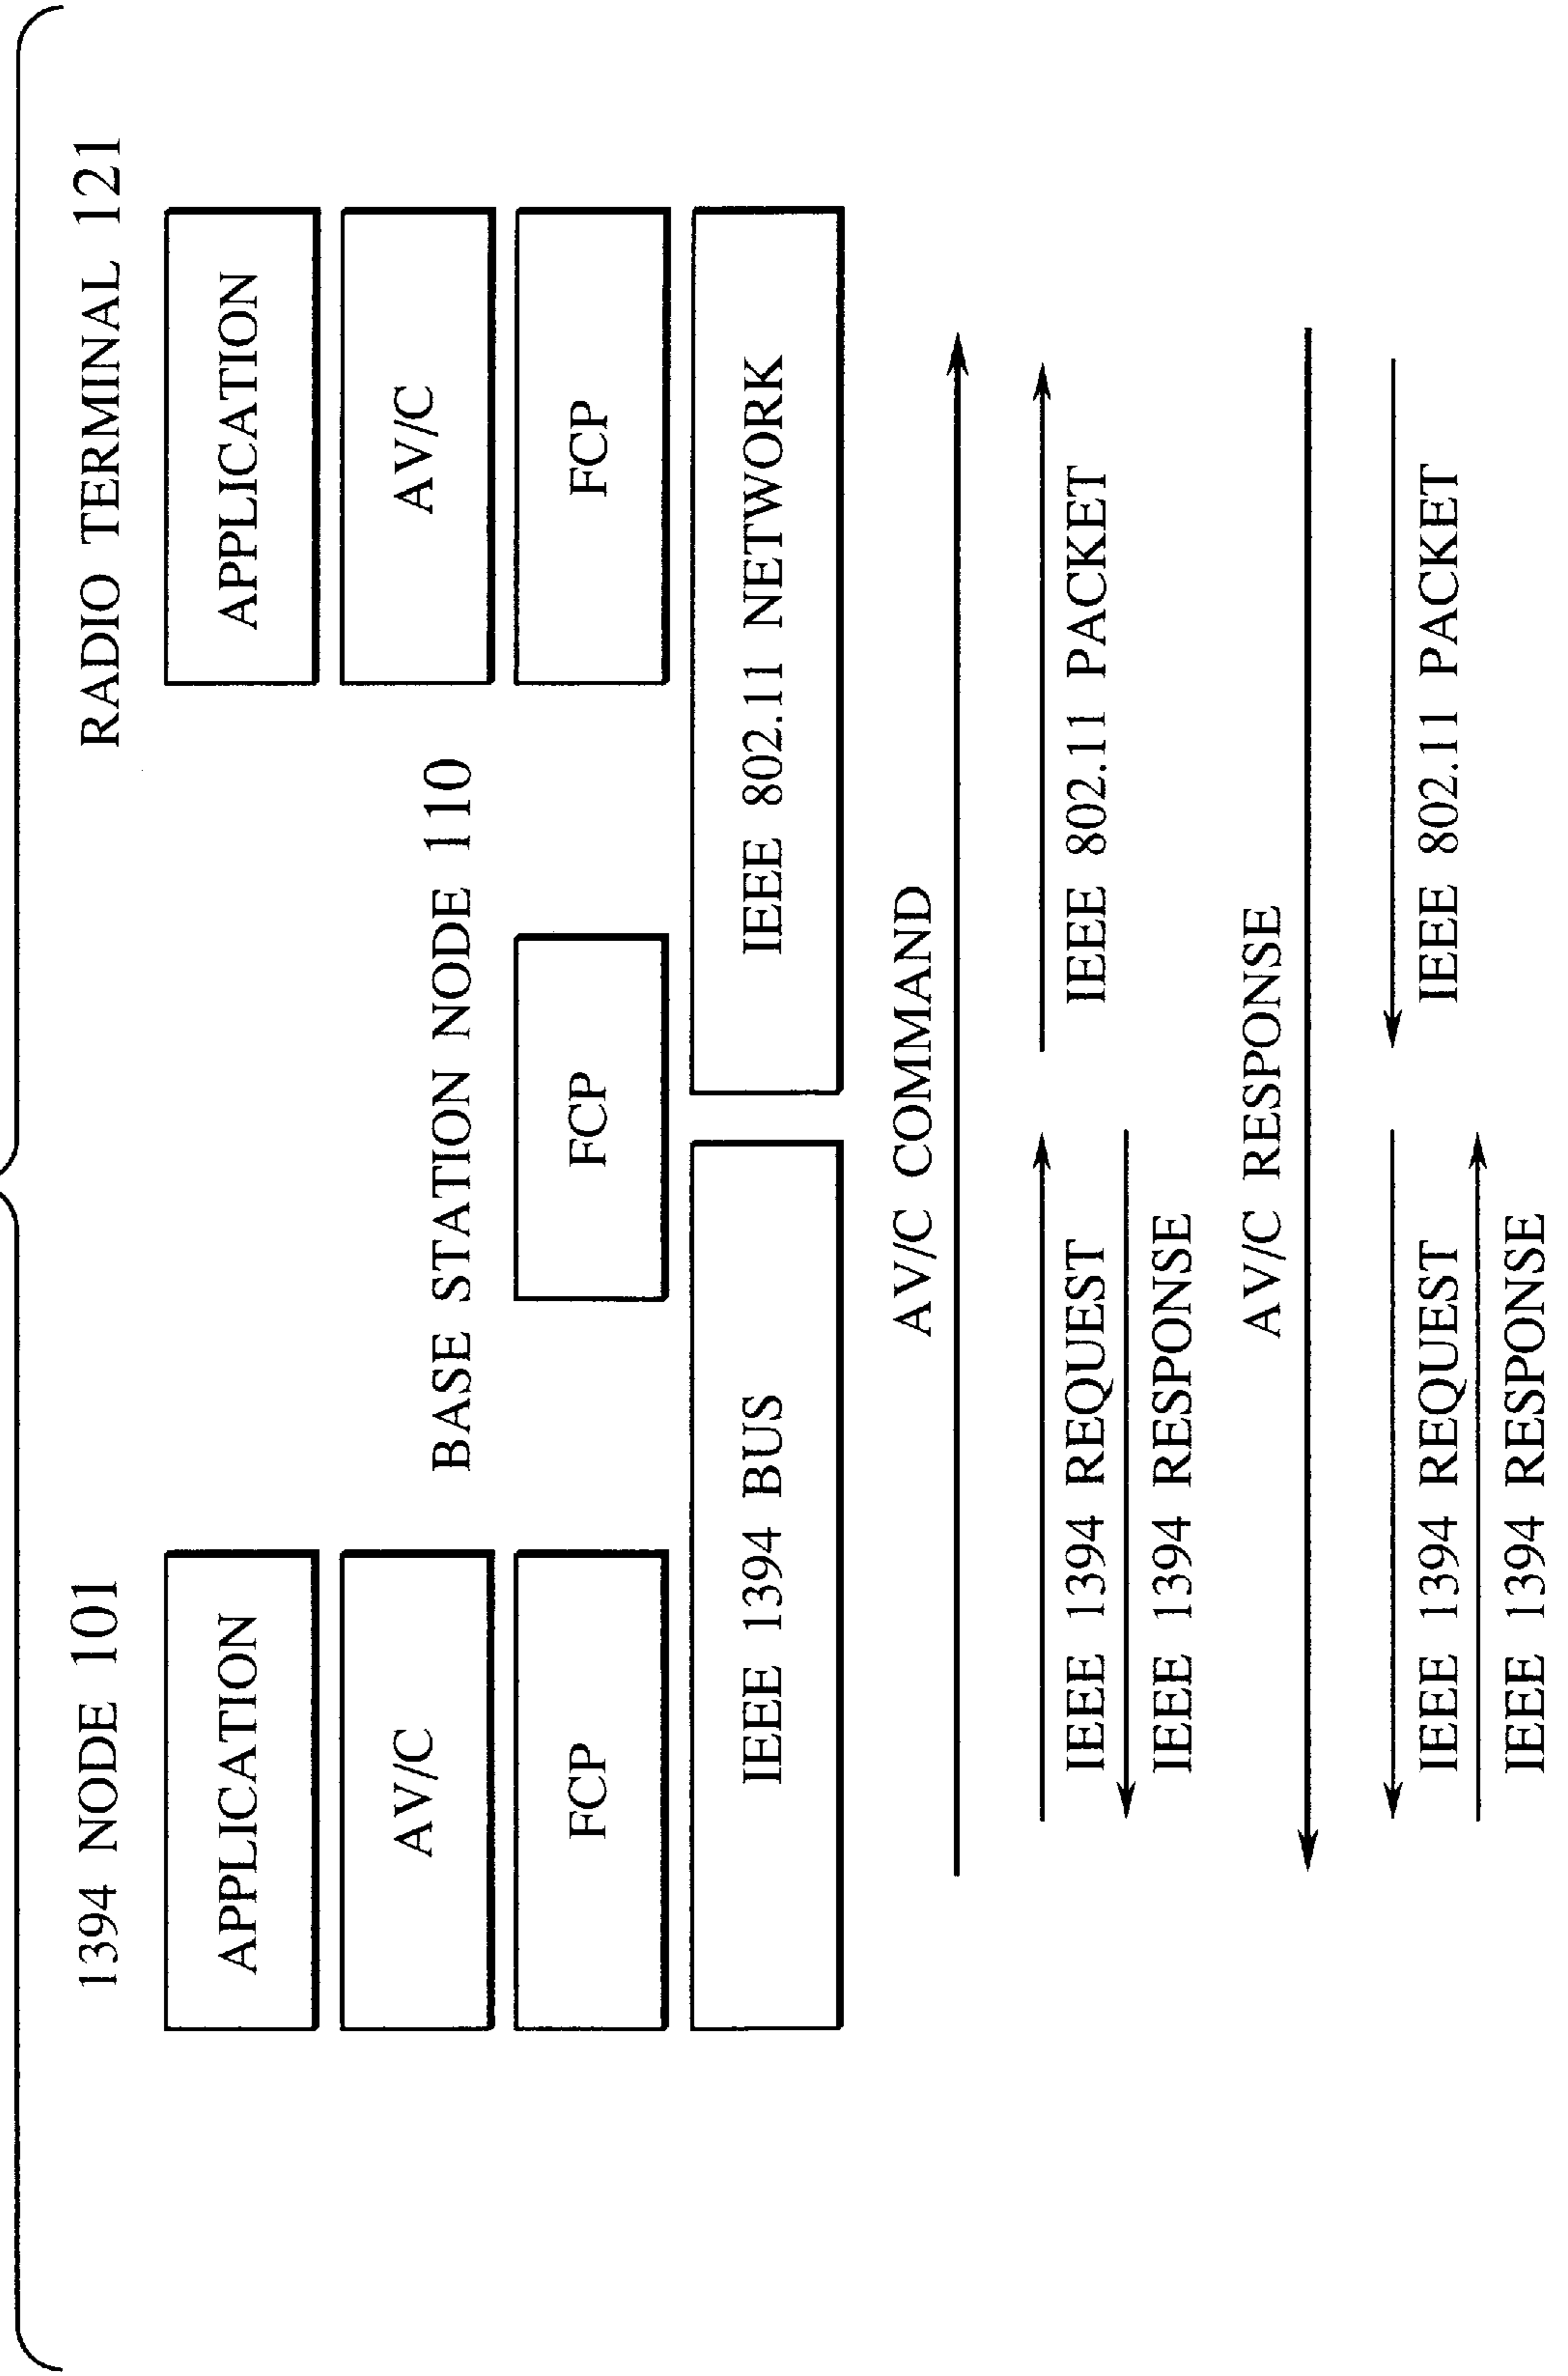 1394 NODE 101
RADIO TERMINAL 121
APPLICATION
APPLICATION
AV/C
AV/C
BASE STATION NODE 110
FCP
FCP
FCP
IEEE 1394 BUS
IEEE 802.11 NETWORK
AV/C COMMAND
IEEE 1394 REQUEST
IEEE 802.11 PACKET
IEEE 1394 RESPONSE
AV/C RESPONSE
IEEE 1394 REQUEST
IEEE 802.11 PACKET
IEEE 1394 RESPONSE